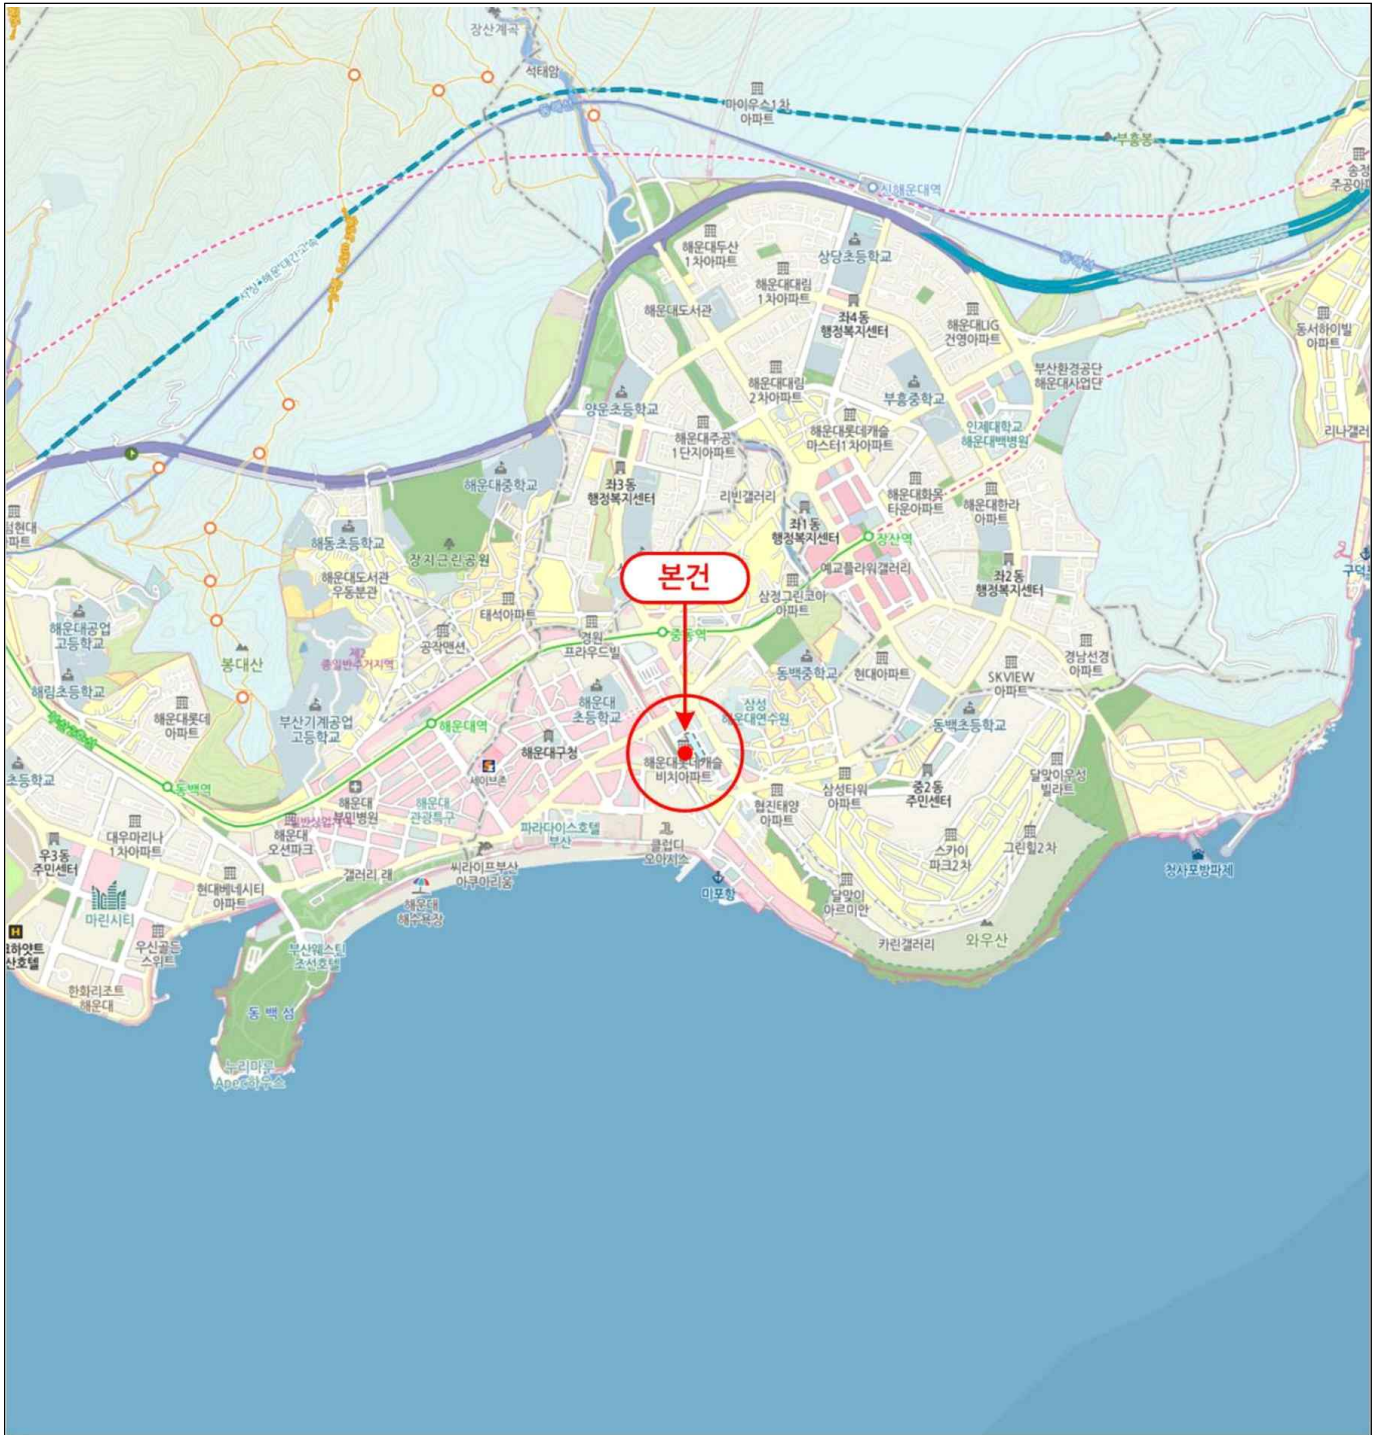 장산계곡
석태암
마이우스1차
아파트
부흥봉
신해운대역
해운대두산
1차아파트
상당초등학교
해운대대림
1차아파트
해운대도서관
좌4동
행정복지센터
해운대LIG
건영아파트
동서하이빌
아파트
부산환경공단
해운대사업단
해운대대림
2차아파트
부흥중학교
양운초등학교
해운대주공
1단지아파트
해운대롯데캐슬
마스터1차아파트
인제대학교
해운대백병원
리나갤러
해운대중학교
좌3동
행정복지센터
리빈갤러리
해운대화목
타운아파트
해운대한라
아파트
좌1동
행정복지센터
장산역
해동초등학교
장지근린공원
예교플라워갤러리
좌2동
행정복지센터
본건
해운대도서관
우동분관
삼정그린코아
아파트
태석아파트
해운대공업
고등학교
공작맨션
경원
프라우드빌
중동역
제2
종일반주거지역
봉대산
동백중학교
현대아파트
경남선경
아파트
SKVIEW
아파트
해림초등학교
해운대롯데
아파트
부산기계공업
고등학교
해운대
초등학교
삼성
해운대연수원
동백초등학교
해운대역
해운대구청
해운대롯데캐슬
비치아파트
초등학교
세이브존
동백역
해운대
부민병원
해운대
관광특구
협진태양
아파트
삼성타워
아파트
중2동
주민센터
달맞이우성
빌라트
대우마리나
1차아파트
해운대
오션파크
파라다이스호텔
부산
클럽디
오아시스
스카이
파크2차
그린힐2차
청사포방파제
우3동
주민센터
갤러리 래
씨라이프부산
아쿠아리움
현대베네시티
아파트
해운대
해수욕장
미포항
달맞이
아르미안
마린시티
우신골든
스위트
카린갤러리
와우산
부산웨스틴
조선호텔
한화리조트
해운대
동백섬
누리마루
Apec하우스